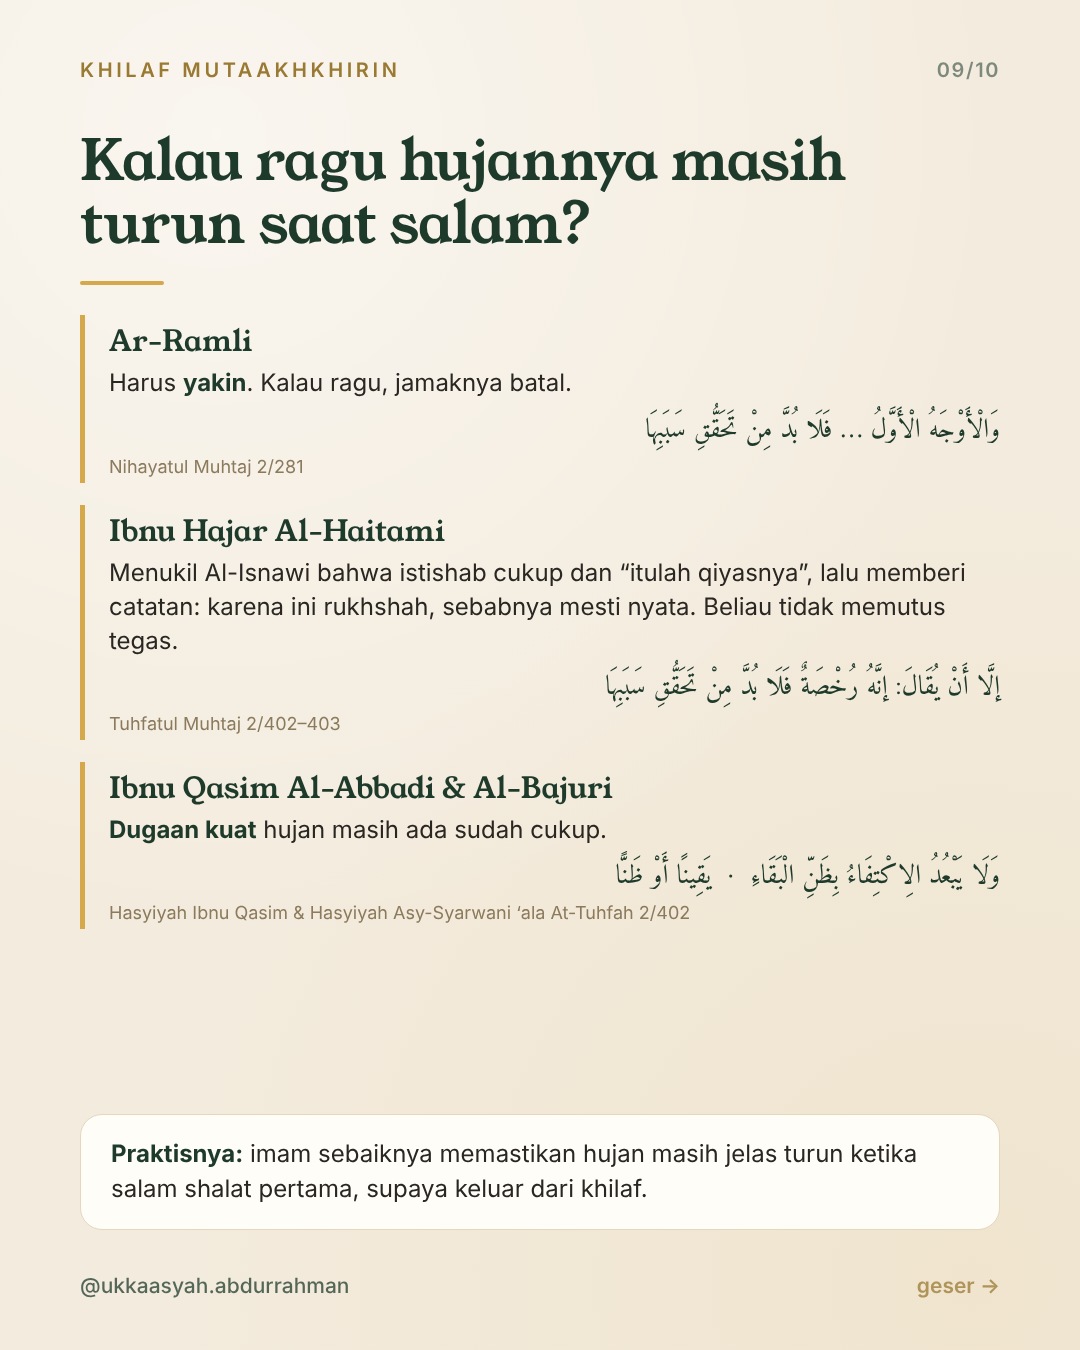 KHILAF MUTAAKHKHIRIN
09/10
Kalau ragu hujannya masih
turun saat salam?
Ar-Ramli
Harus yakin. Kalau ragu, jamaknya batal.
وَالْأَوْجَهُ الْأَوَّلُ ... فَلَا بُدَّ مِنْ تَحَقُّقِ سَبَبِهَا
Nihayatul Muhtaj 2/281
Ibnu Hajar Al-Haitami
Menukil Al-Isnawi bahwa istishab cukup dan “itulah qiyasnya”, lalu memberi
catatan: karena ini rukhshah, sebabnya mesti nyata. Beliau tidak memutus
tegas.
إلَّا أَنْ يُقَالَ: إنَّهُ رُخْصَةٌ فَلَا بُدَّ مِنْ تَحَقُّقِ سَبَبِهَا
Tuhfatul Muhtaj 2/402–403
Ibnu Qasim Al-Abbadi & Al-Bajuri
Dugaan kuat hujan masih ada sudah cukup.
وَلَا يَبْعُدُ الِاكْتِفَاءُ بِظَنِّ الْبَقَاءِ · يَقِينًا أَوْ ظَنًّا
Hasyiyah Ibnu Qasim & Hasyiyah Asy-Syarwani ‘ala At-Tuhfah 2/402
Praktisnya: imam sebaiknya memastikan hujan masih jelas turun ketika
salam shalat pertama, supaya keluar dari khilaf.
@ukkaasyah.abdurrahman
geser →